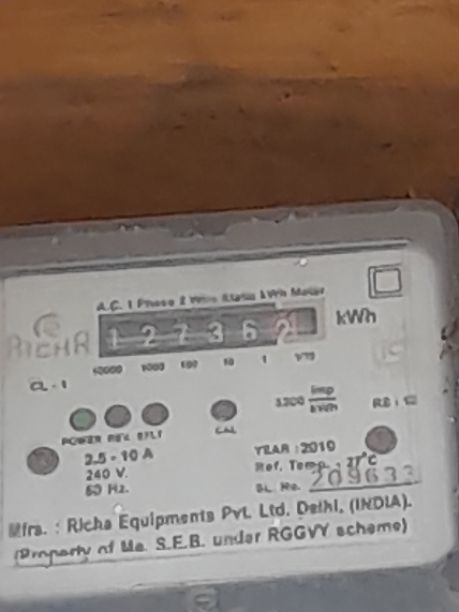 A.C. 1 Phase 2 Wire Static kWh Meter
RICHA
1 2 7 3 6 2
kWh
10000 1000 100 10 1 1/10
CL - 1
3200 imp/kWh
POWER REV. E/LT
CAL
2.5 - 10 A
240 V.
50 Hz.
YEAR : 2010
Ref. Temp. : 27°C
SL. No. 209633
Mfrs. : Richa Equipments Pvt. Ltd. Delhi, (INDIA).
(Property of Ms. S.E.B. under RGGVY scheme)